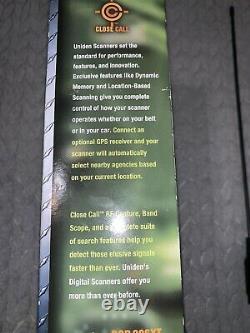 CLOSE CALL
Uniden Scanners set the
standard for performance,
features, and innovation.
Exclusive features like Dynamic
Memory and Location-Based
Scanning give you complete
control of how your scanner
operates whether on your belt
or in your car. Connect an
optional GPS receiver and your
scanner will automatically
select nearby agencies based
on your current location.
Close Call™ RF Capture, Band
Scope, and a complete suite
of search features help you
detect those elusive signals
faster than ever. Uniden's
Digital Scanners offer you
more than ever before.